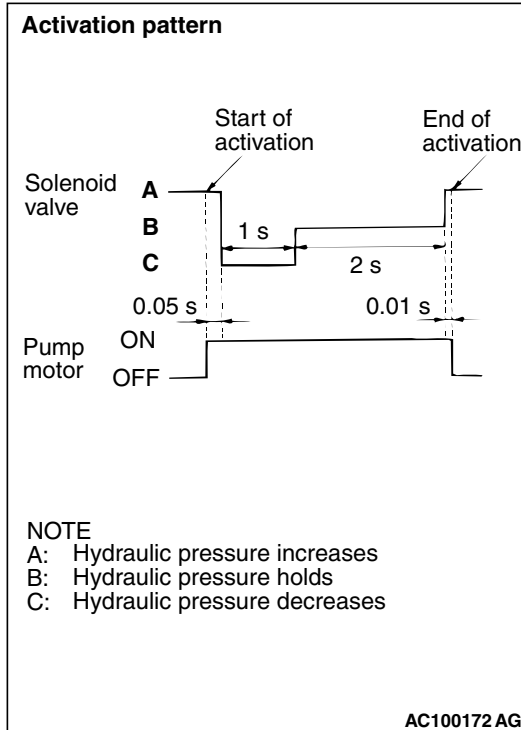 Activation pattern
Start of
activation
End of
activation
Solenoid
valve
A
B
C
1 s
2 s
0.05 s
0.01 s
Pump
motor
ON
OFF
NOTE
A: Hydraulic pressure increases
B: Hydraulic pressure holds
C: Hydraulic pressure decreases
AC100172 AG